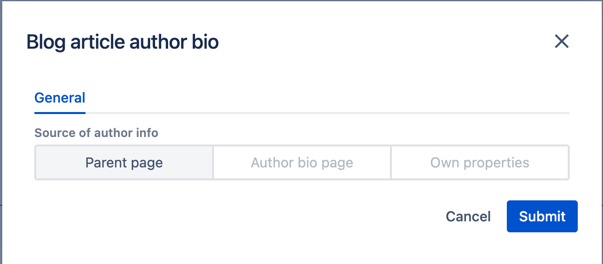 Blog article author bio
General
Source of author info
Parent page Author bio page Own properties
Cancel Submit